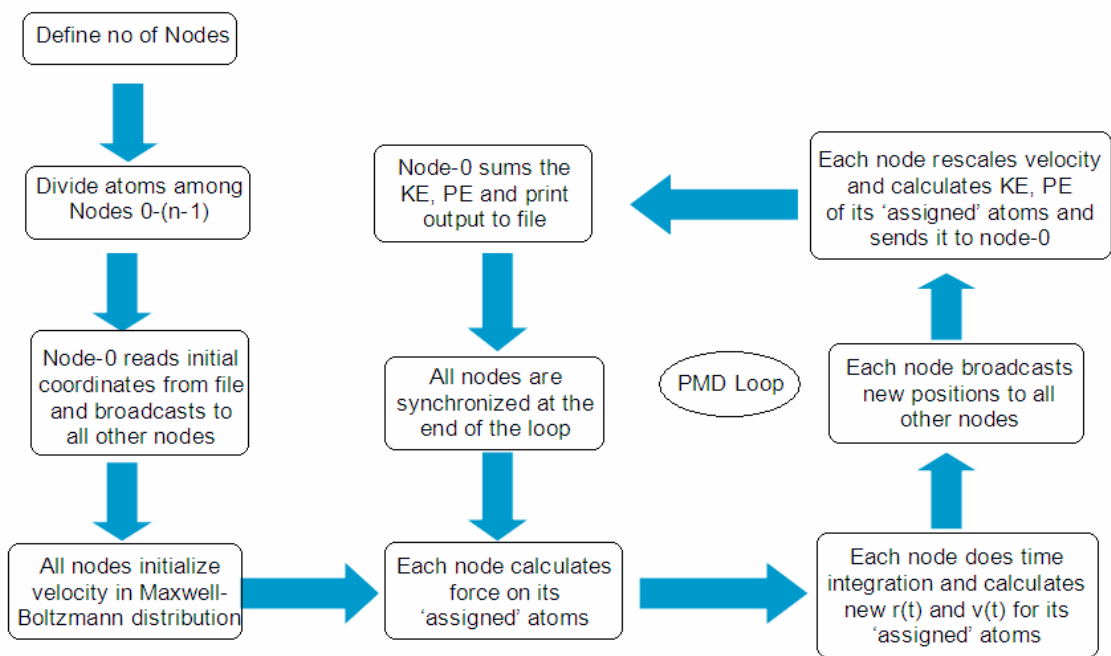 Define no of Nodes
Divide atoms among
Nodes 0-(n-1)
Node-0 reads initial
coordinates from file
and broadcasts to
all other nodes
All nodes initialize
velocity in Maxwell-
Boltzmann distribution
Each node calculates
force on its
‘assigned’ atoms
Each node does time
integration and calculates
new r(t) and v(t) for its
‘assigned’ atoms
Each node broadcasts
new positions to all
other nodes
Each node rescales velocity
and calculates KE, PE
of its ‘assigned’ atoms and
sends it to node-0
Node-0 sums the
KE, PE and print
output to file
All nodes are
synchronized at the
end of the loop
PMD Loop